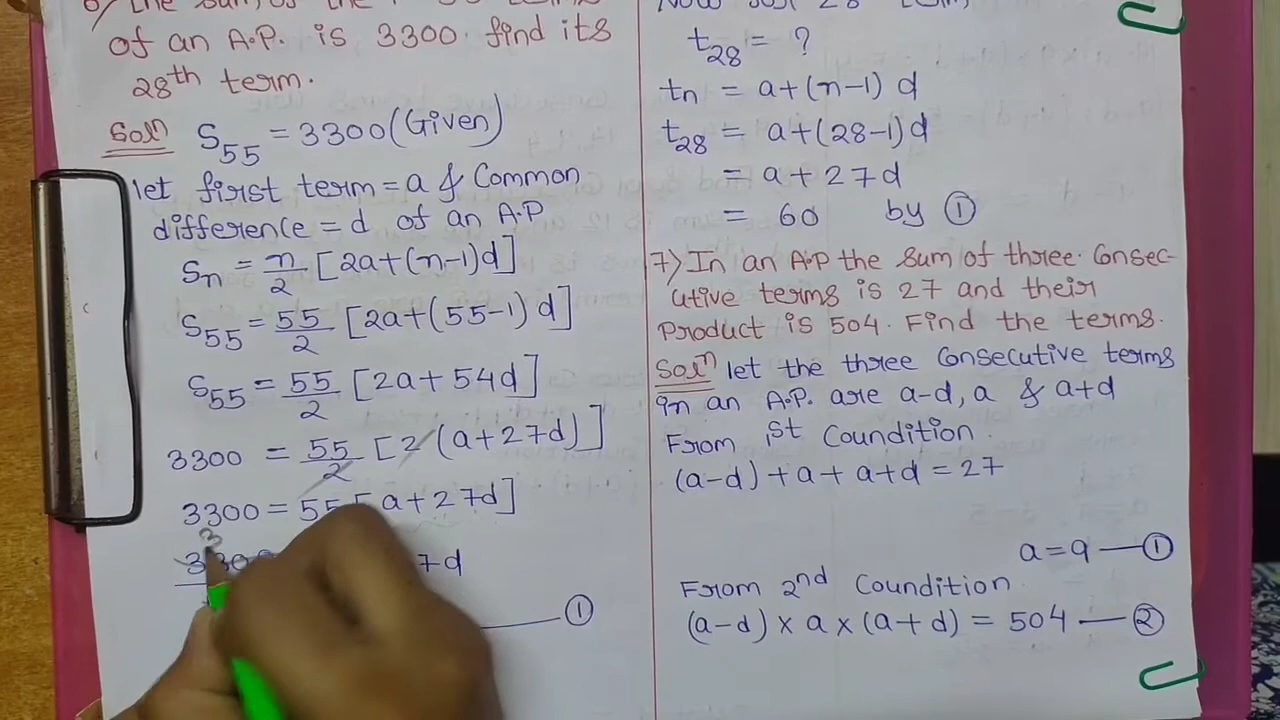 of an A.P. is 3300. find its
28th term.
Soln S55 = 3300 (Given)
let first term = a & Common
difference = d of an A.P
Sn = n/2 [2a+(n-1)d]
S55 = 55/2 [2a+(55-1)d]
S55 = 55/2 [2a+54d]
3300 = 55/2 [2(a+27d)]
3300 = 55[a+27d]
7d
①
t28 = ?
tn = a+(n-1)d
t28 = a+(28-1)d
= a+27d
= 60 by ①
7) In an A.P the sum of three Consec-
utive terms is 27 and their
Product is 504. Find the terms.
Soln let the three Consecutive terms
in an A.P. are a-d, a & a+d
From 1st Coundition
(a-d)+a+a+d=27
a=9 — ①
From 2nd Coundition
(a-d)×a×(a+d) = 504 — ②